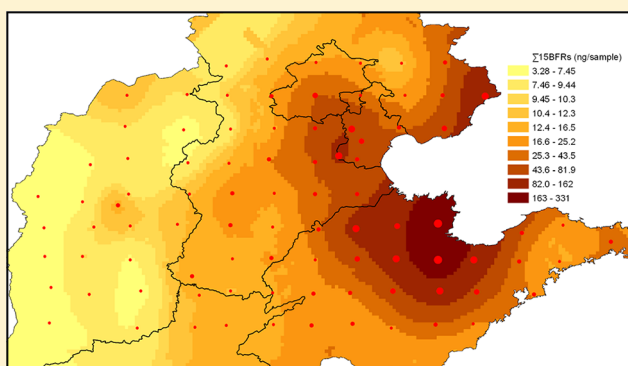 ∑15BFRs (ng/sample)
3.28 - 7.45
7.46 - 9.44
9.45 - 10.3
10.4 - 12.3
12.4 - 16.5
16.6 - 25.2
25.3 - 43.5
43.6 - 81.9
82.0 - 162
163 - 331